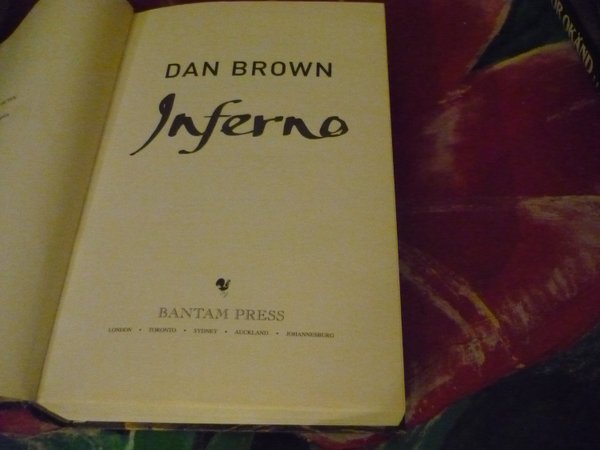 DAN BROWN
Inferno
BANTAM PRESS
LONDON • TORONTO • SYDNEY • AUCKLAND • JOHANNESBURG